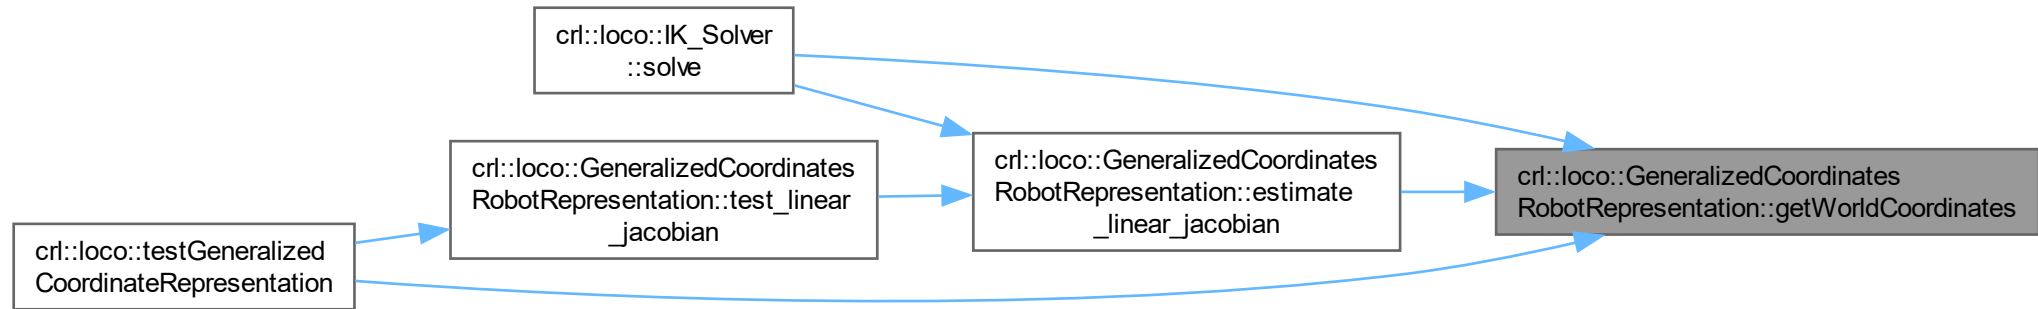 crl::loco::IK_Solver
::solve
crl::loco::GeneralizedCoordinates
RobotRepresentation::test_linear
_jacobian
crl::loco::testGeneralized
CoordinateRepresentation
crl::loco::GeneralizedCoordinates
RobotRepresentation::estimate
_linear_jacobian
crl::loco::GeneralizedCoordinates
RobotRepresentation::getWorldCoordinates